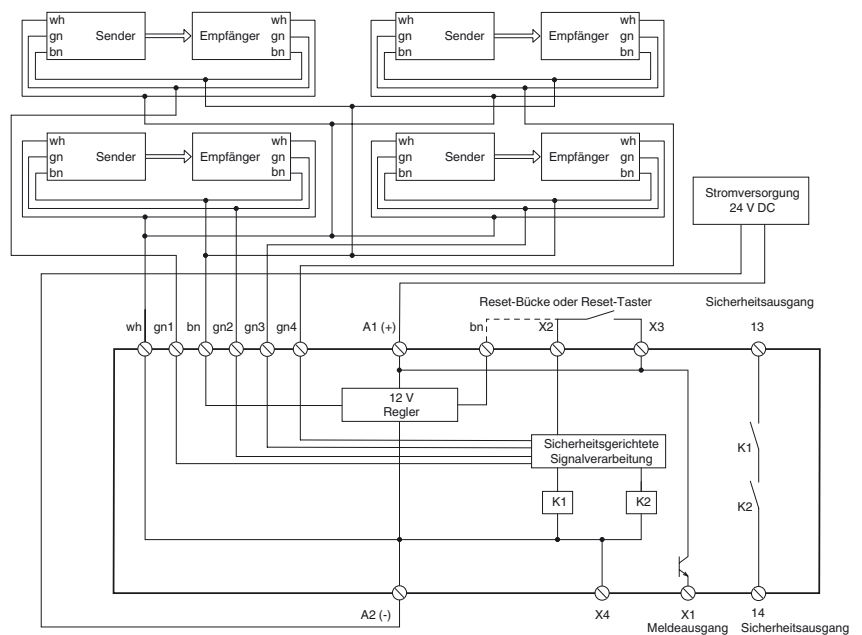 wh
gn
bn
Sender
Empfänger
wh
gn
bn
wh
gn
bn
Sender
Empfänger
wh
gn
bn
wh
gn
bn
Sender
Empfänger
wh
gn
bn
wh
gn
bn
Sender
Empfänger
wh
gn
bn
Stromversorgung
24 V DC
Reset-Bücke oder Reset-Taster
Sicherheitsausgang
wh
gn1
bn
gn2
gn3
gn4
A1 (+)
bn
X2
X3
13
12 V
Regler
Sicherheitsgerichtete
Signalverarbeitung
K1
K2
K1
K2
A2 (-)
X4
X1
Meldeausgang
14
Sicherheitsausgang